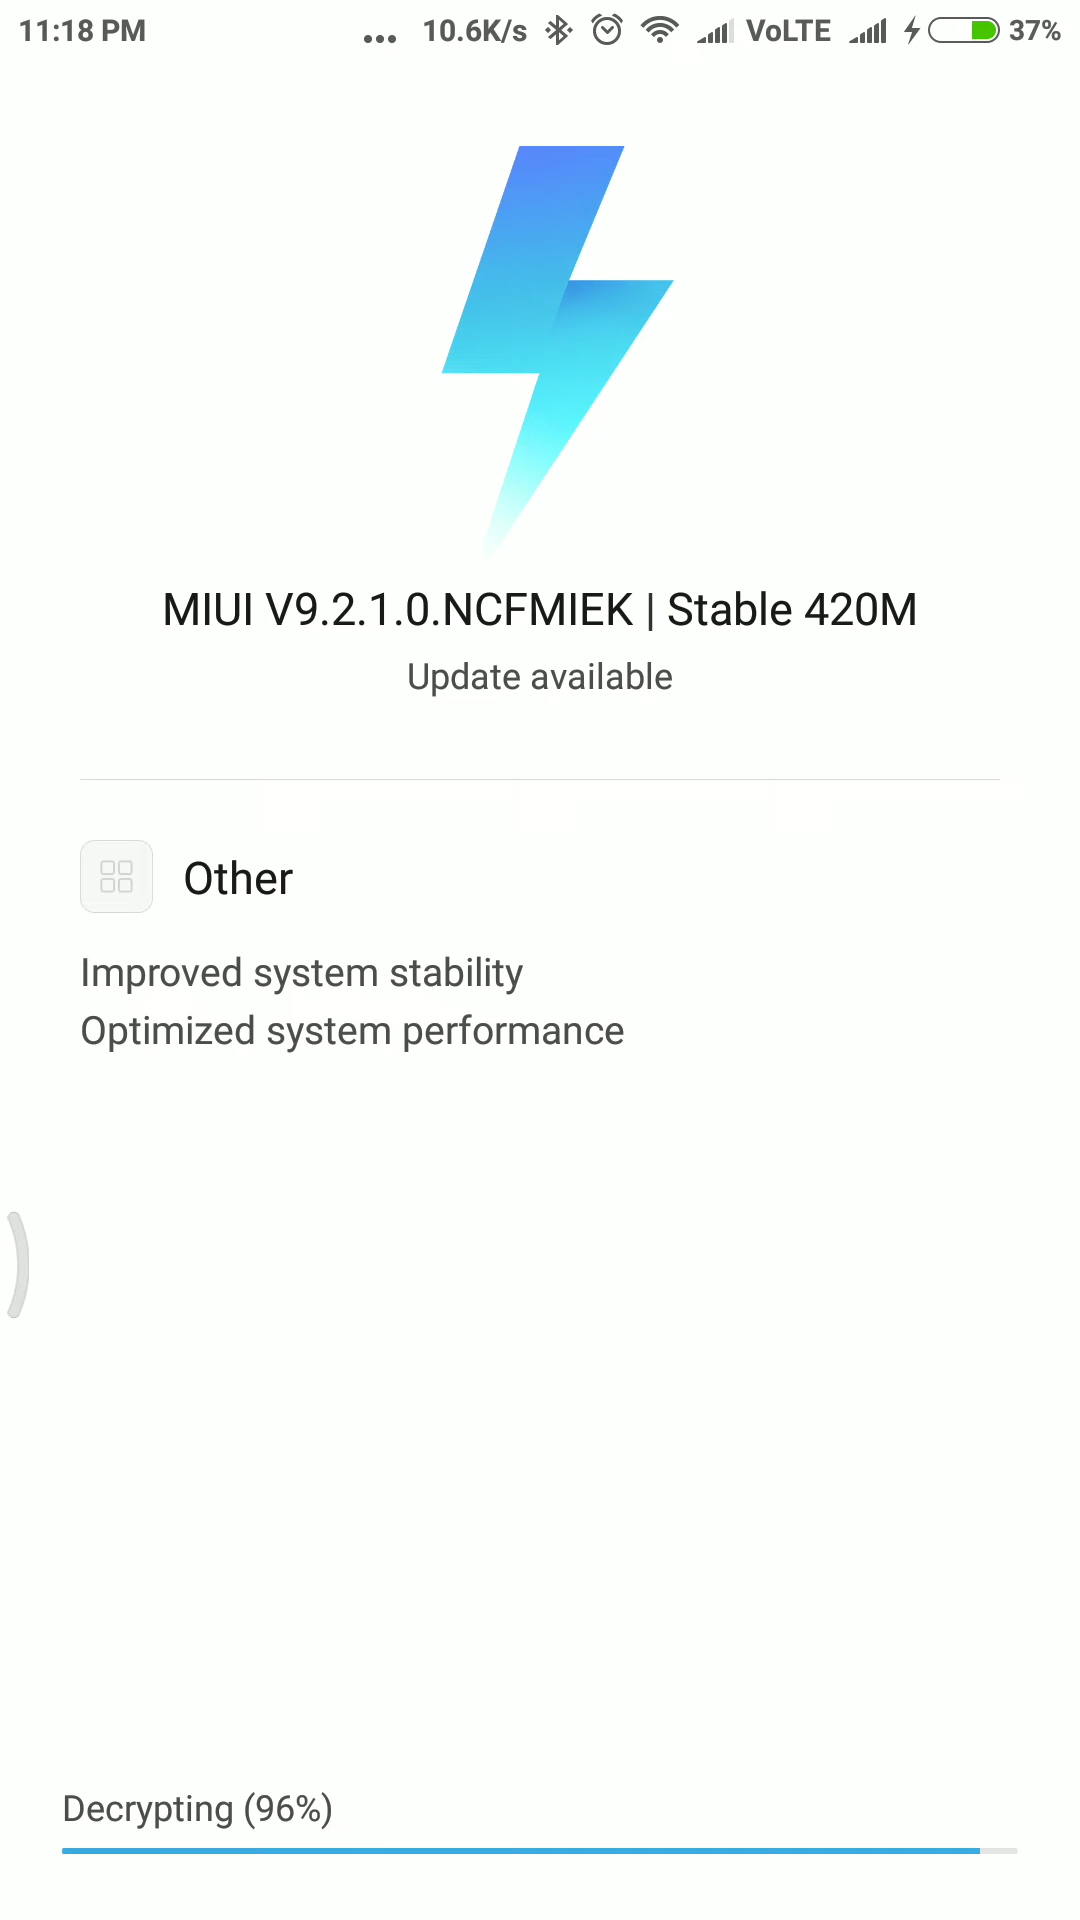 11:18 PM ... 10.6K/s VoLTE 37%
MIUI V9.2.1.0.NCFMIEK | Stable 420M
Update available
Other
Improved system stability
Optimized system performance
Decrypting (96%)